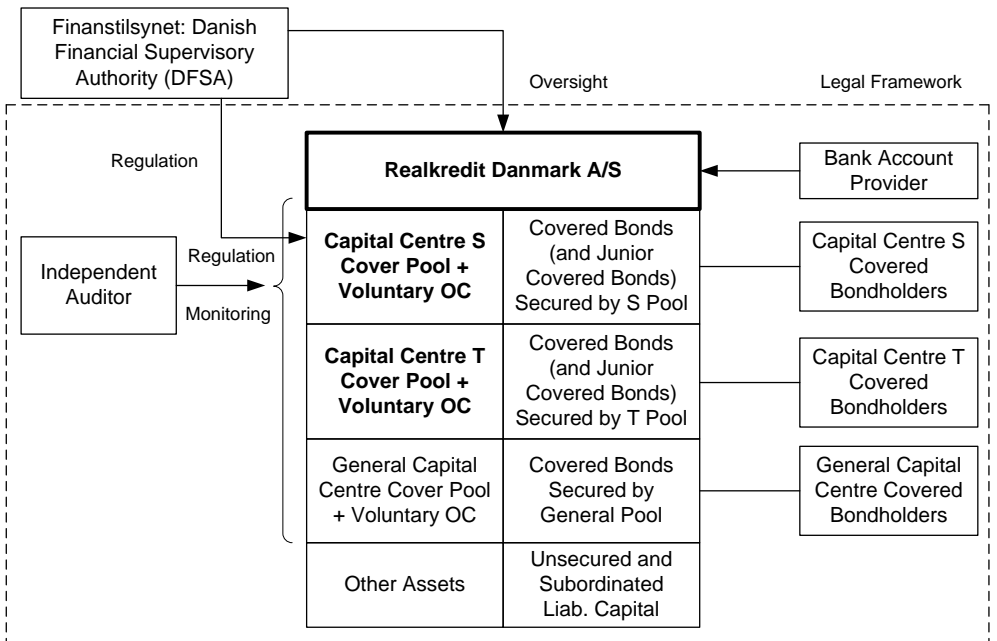 Finanstilsynet: Danish
Financial Supervisory
Authority (DFSA)
Oversight
Legal Framework
Regulation
Realkredit Danmark A/S
Bank Account
Provider
Independent
Auditor
Regulation
Monitoring
Capital Centre S
Cover Pool +
Voluntary OC
Covered Bonds
(and Junior
Covered Bonds)
Secured by S Pool
Capital Centre S
Covered
Bondholders
Capital Centre T
Cover Pool +
Voluntary OC
Covered Bonds
(and Junior
Covered Bonds)
Secured by T Pool
Capital Centre T
Covered
Bondholders
General Capital
Centre Cover Pool
+ Voluntary OC
Covered Bonds
Secured by
General Pool
General Capital
Centre Covered
Bondholders
Other Assets
Unsecured and
Subordinated
Liab. Capital